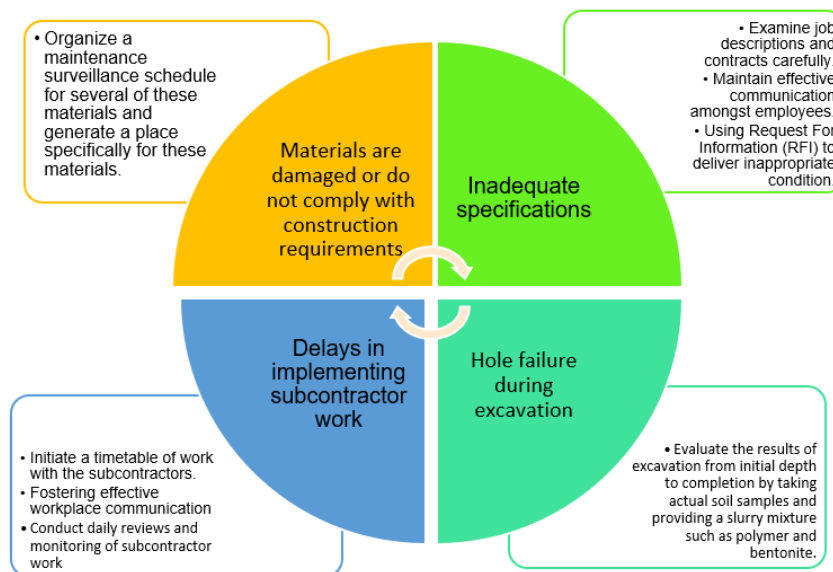 • Organize a
maintenance
surveillance schedule
for several of these
materials and
generate a place
specifically for these
materials.
Materials are
damaged or do
not comply with
construction
requirements
Inadequate
specifications
• Examine job
descriptions and
contracts carefully.
• Maintain effective
communication
amongst employees.
• Using Request For
Information (RFI) to
deliver inappropriate
condition.
Delays in
implementing
subcontractor
work
Hole failure
during
excavation
• Initiate a timetable of work
with the subcontractors.
• Fostering effective
workplace communication
• Conduct daily reviews and
monitoring of subcontractor
work
• Evaluate the results of
excavation from initial depth
to completion by taking
actual soil samples and
providing a slurry mixture
such as polymer and
bentonite.